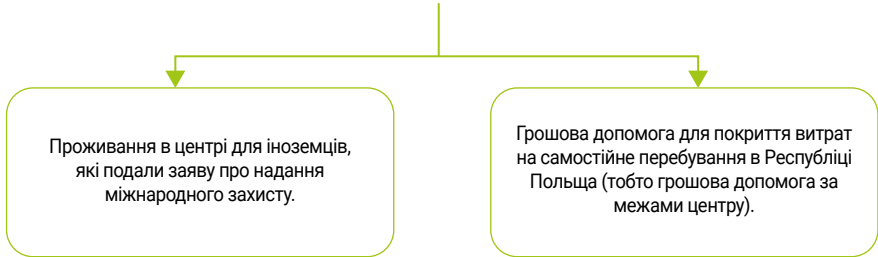 Проживання в центрі для іноземців,
які подали заяву про надання
міжнародного захисту.
Грошова допомога для покриття витрат
на самостійне перебування в Республіці
Польща (тобто грошова допомога за
межами центру).